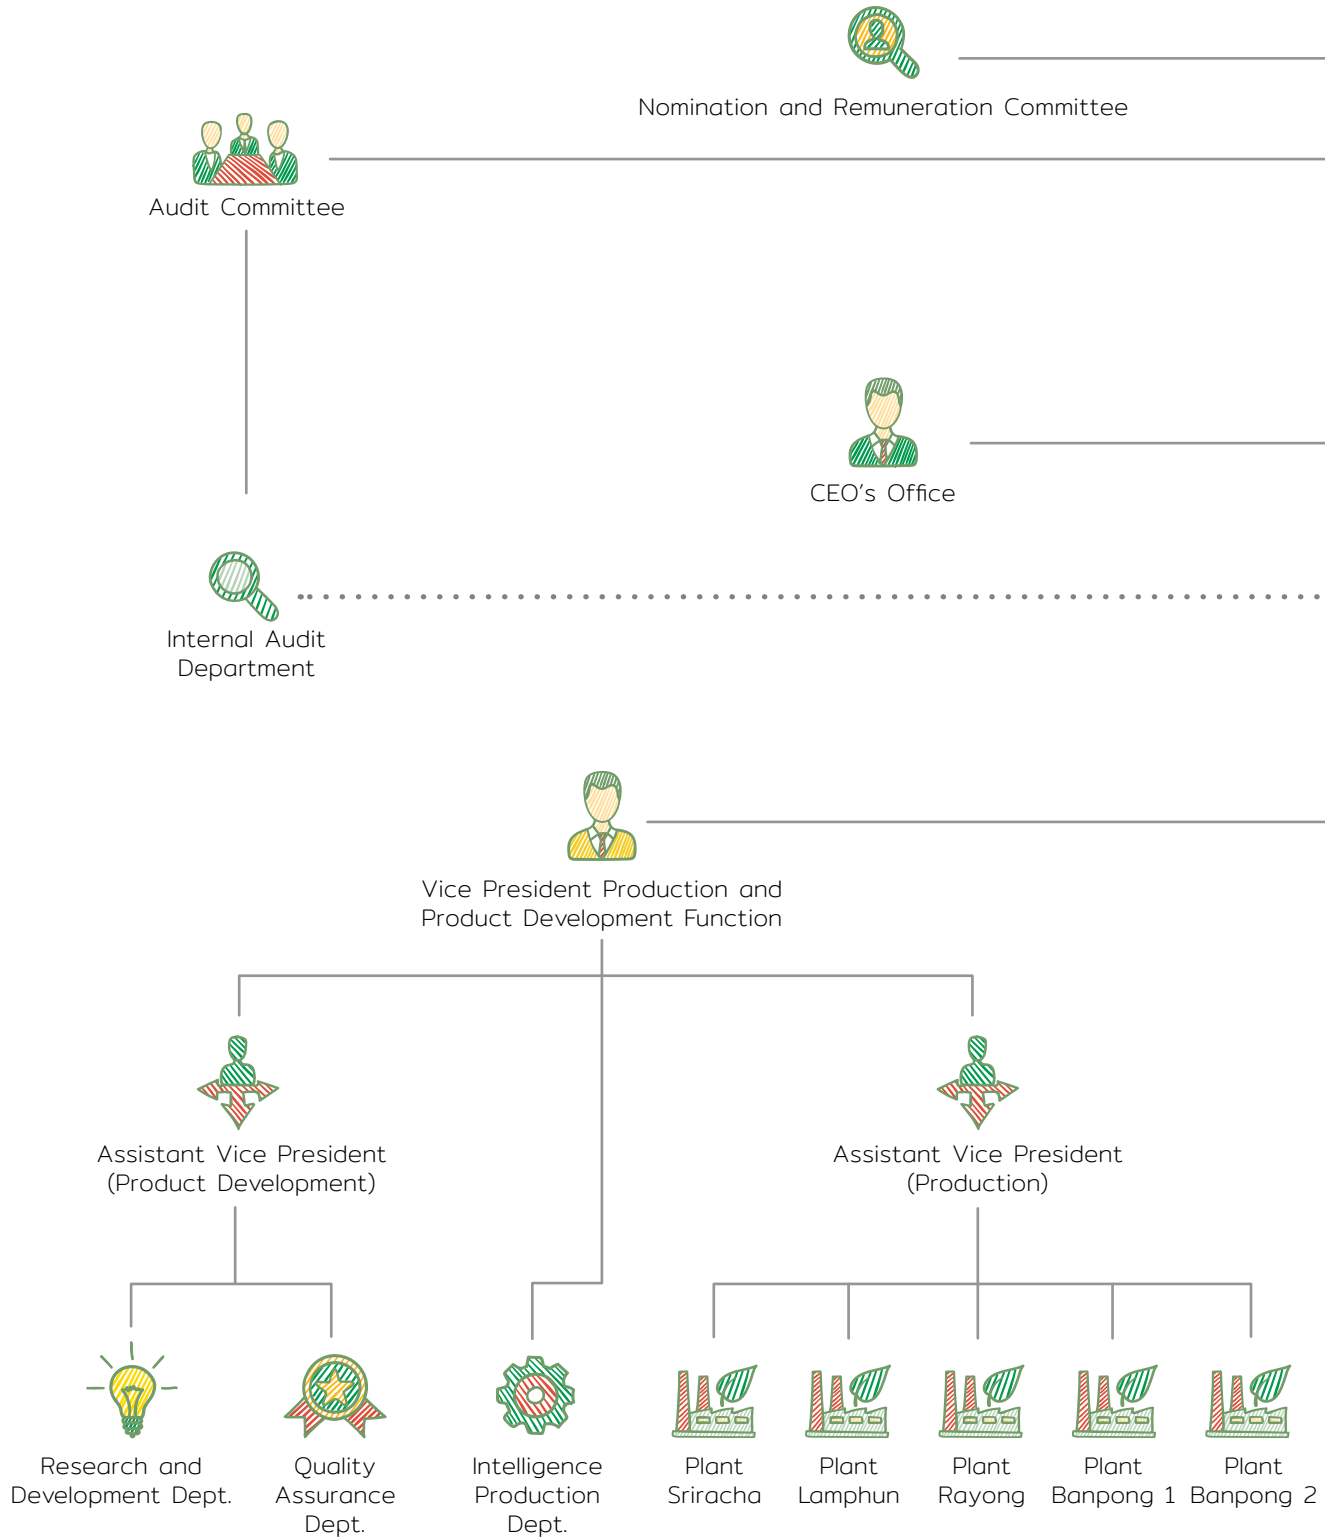 Nomination and Remuneration Committee
Audit Committee
CEO's Office
Internal Audit
Department
Vice President Production and
Product Development Function
Assistant Vice President
(Product Development)
Assistant Vice President
(Production)
Research and
Development Dept.
Quality
Assurance
Dept.
Intelligence
Production
Dept.
Plant
Sriracha
Plant
Lamphun
Plant
Rayong
Plant
Banpong 1
Plant
Banpong 2